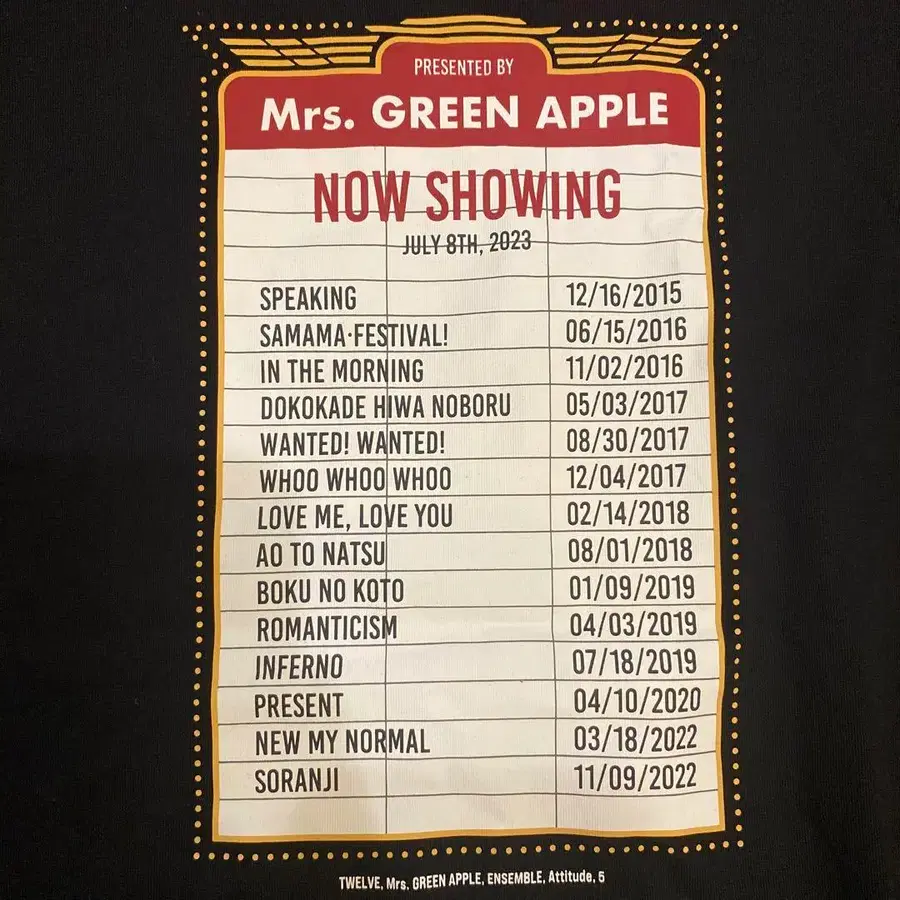 PRESENTED BY
Mrs. GREEN APPLE
NOW SHOWING
JULY 8TH, 2023
SPEAKING 12/16/2015
SAMAMA·FESTIVAL! 06/15/2016
IN THE MORNING 11/02/2016
DOKOKADE HIWA NOBORU 05/03/2017
WANTED! WANTED! 08/30/2017
WHOO WHOO WHOO 12/04/2017
LOVE ME, LOVE YOU 02/14/2018
AO TO NATSU 08/01/2018
BOKU NO KOTO 01/09/2019
ROMANTICISM 04/03/2019
INFERNO 07/18/2019
PRESENT 04/10/2020
NEW MY NORMAL 03/18/2022
SORANJI 11/09/2022
TWELVE, Mrs. GREEN APPLE, ENSEMBLE, Attitude, 5